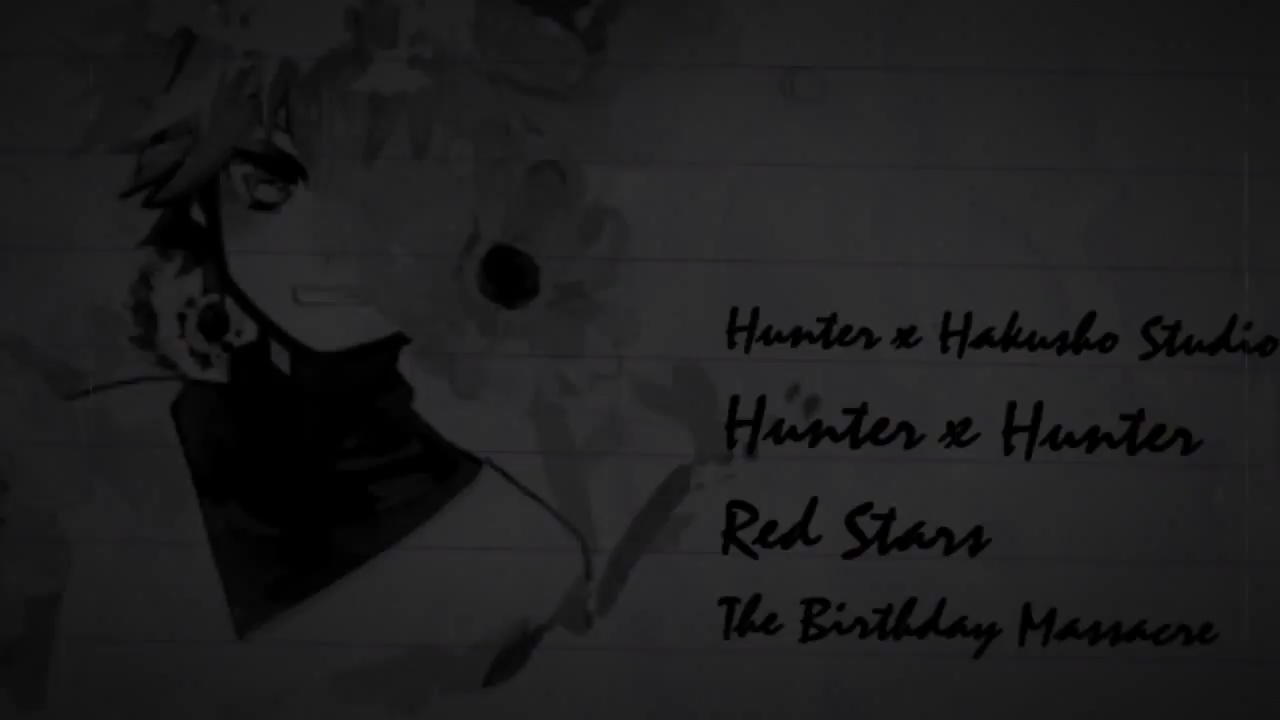 Hunter x Hakusho Studio
Hunter x Hunter
Red Stars
The Birthday Massacre